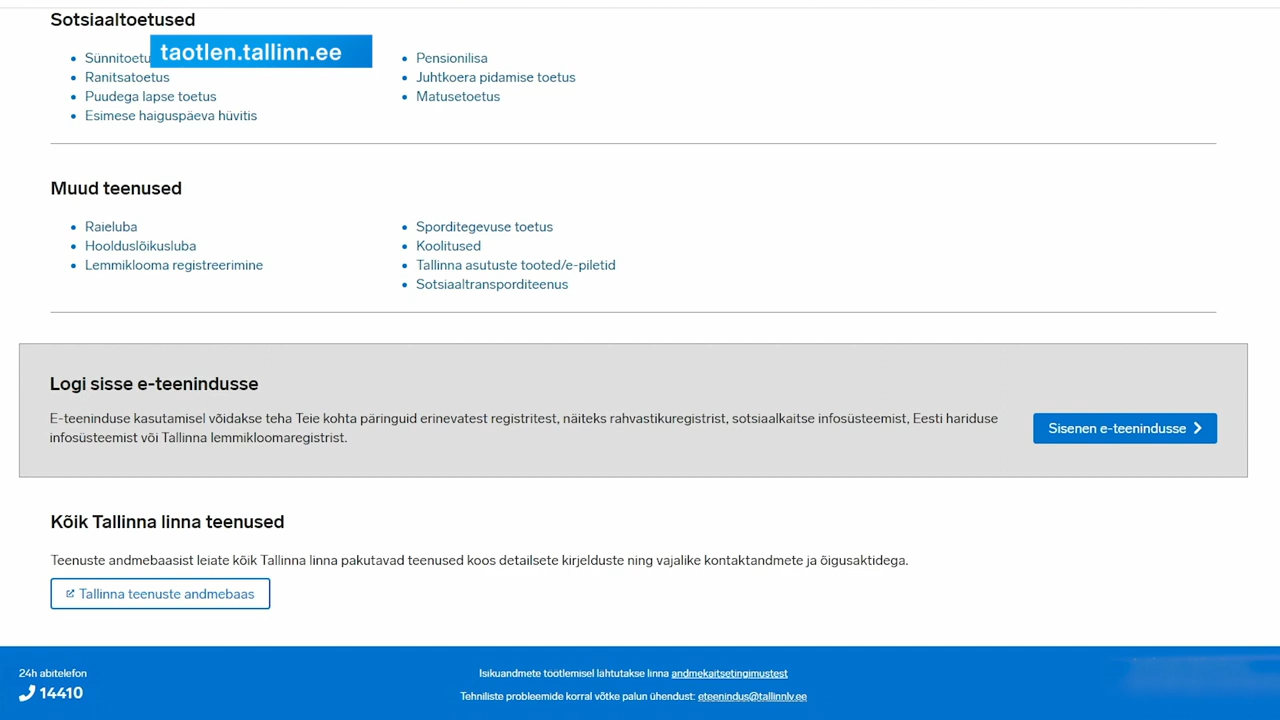 Sotsiaaltoetused
taotlen.tallinn.ee
Ranitsatoetus
Puudega lapse toetus
Esimese haiguspäeva hüvitis
Pensionilisa
Juhtkoera pidamise toetus
Matusetoetus
Muud teenused
Raieluba
Hoolduslõikusluba
Lemmiklooma registreerimine
Sporditegevuse toetus
Koolitused
Tallinna asutuste tooted/e-piletid
Sotsiaaltransporditeenus
Logi sisse e-teenindusse
E-teeninduse kasutamisel võidakse teha Teie kohta päringuid erinevatest registritest, näiteks rahvastikuregistrist, sotsiaalkaitse infosüsteemist, Eesti hariduse
infosüsteemist või Tallinna lemmikloomaregistrist.
Sisenen e-teenindusse
Kõik Tallinna linna teenused
Teenuste andmebaasist leiate kõik Tallinna linna pakutavad teenused koos detailsete kirjelduste ning vajalike kontaktandmete ja õigusaktidega.
Tallinna teenuste andmebaas
24h abitelefon
14410
Isikuandmete töötlemisel lähtutakse linna andmekaitsetingimustest
Tehniliste probleemide korral võtke palun ühendust: eteenindus@tallinnlv.ee